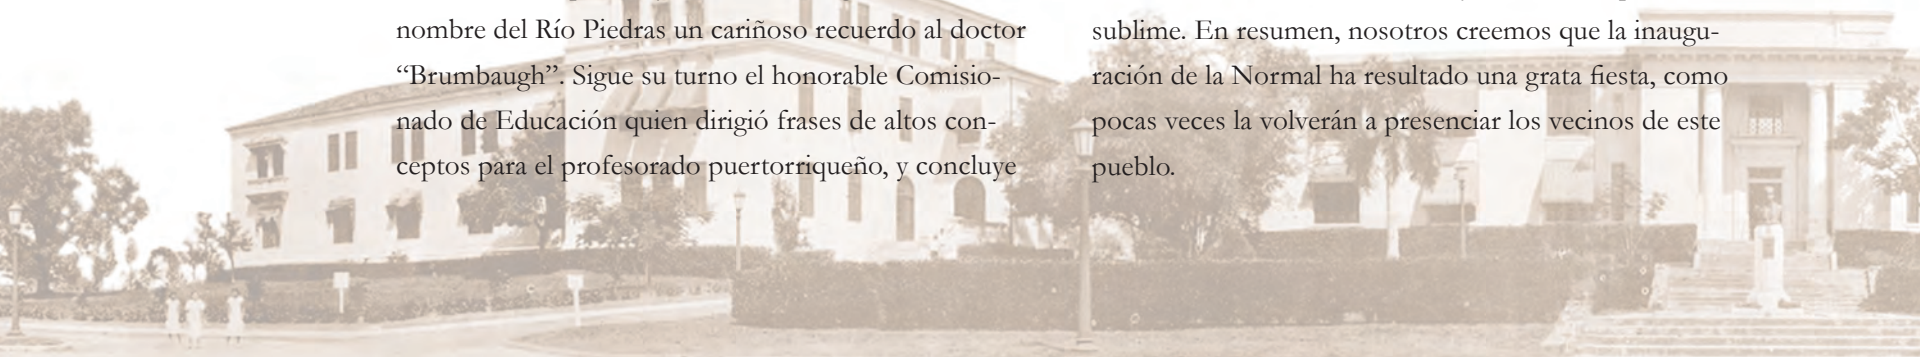 nombre del Río Piedras un cariñoso recuerdo al doctor
“Brumbaugh”. Sigue su turno el honorable Comisio-
nado de Educación quien dirigió frases de altos con-
ceptos para el profesorado puertorriqueño, y concluye
sublime. En resumen, nosotros creemos que la inaugu-
ración de la Normal ha resultado una grata fiesta, como
pocas veces la volverán a presenciar los vecinos de este
pueblo.